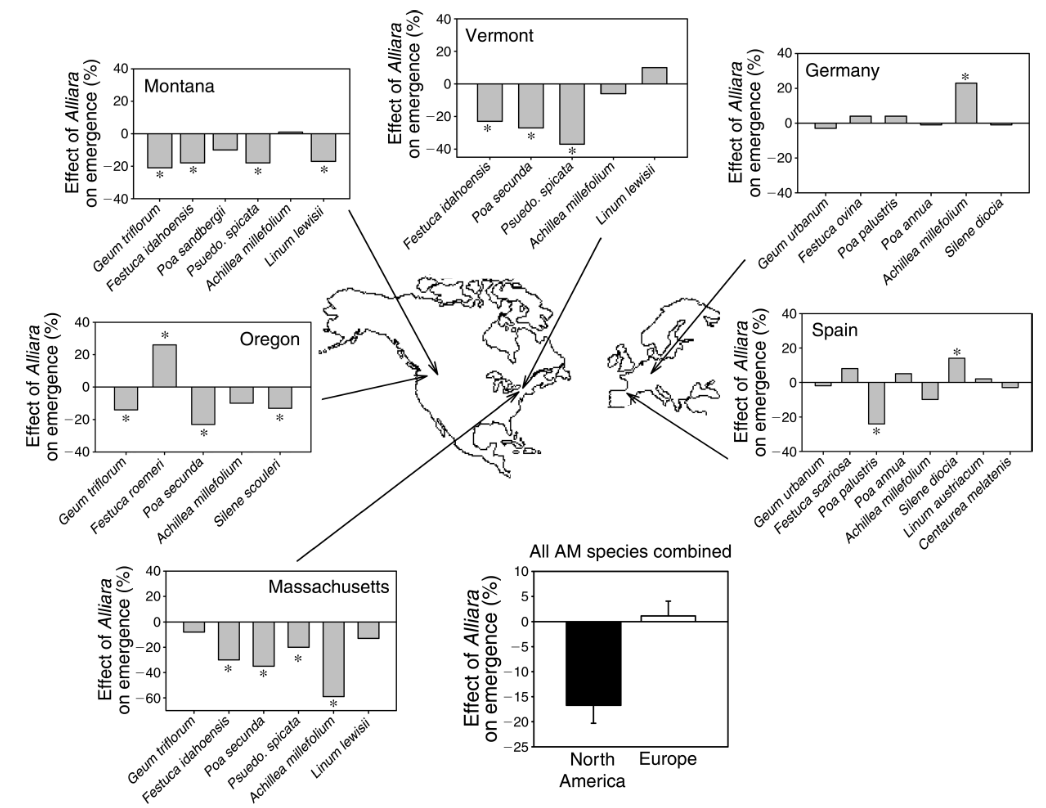 Montana
Effect of Alliara
on emergence (%)
40
20
0
−20
−40
* * * *
Geum triflorum
Festuca idahoensis
Poa sandbergii
Psuedo. spicata
Achillea millefolium
Linum lewisii
Vermont
Effect of Alliara
on emergence (%)
40
20
0
−20
−40
* * *
Festuca idahoensis
Poa secunda
Psuedo. spicata
Achillea millefolium
Linum lewisii
Germany
Effect of Alliara
on emergence (%)
40
20
0
−20
−40
*
Geum urbanum
Festuca ovina
Poa palustris
Poa annua
Achillea millefolium
Silene diocia
Oregon
Effect of Alliara
on emergence (%)
40
20
0
−20
−40
* * * *
Geum triflorum
Festuca roemeri
Poa secunda
Achillea millefolium
Silene scouleri
Spain
Effect of Alliara
on emergence (%)
40
20
0
−20
−40
* *
Geum urbanum
Festuca scariosa
Poa palustris
Poa annua
Achillea millefolium
Silene diocia
Linum austriacum
Centaurea melatenis
Massachusetts
Effect of Alliara
on emergence (%)
40
20
0
−20
−40
−60
* * * *
Geum triflorum
Festuca idahoensis
Poa secunda
Psuedo. spicata
Achillea millefolium
Linum lewisii
All AM species combined
Effect of Alliara
on emergence (%)
10
5
0
−5
−10
−15
−20
−25
North
America
Europe